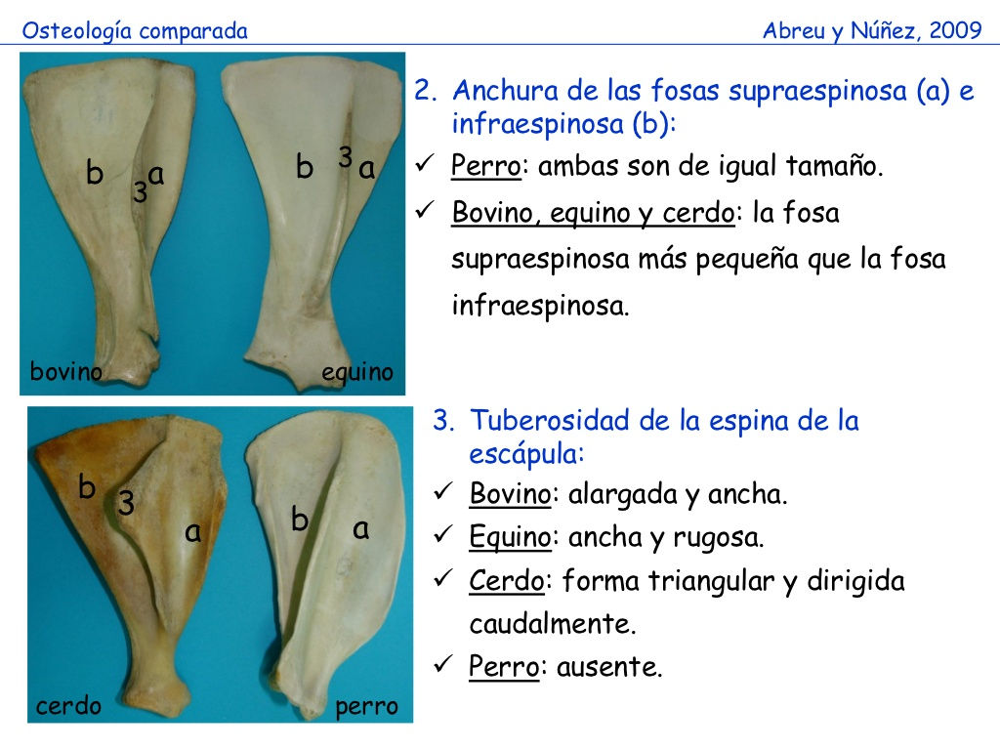 Osteología comparada
Abreu y Núñez, 2009
b
3
a
b
3
a
bovino
equino
2. Anchura de las fosas supraespinosa (a) e
infraespinosa (b):
✓ Perro: ambas son de igual tamaño.
✓ Bovino, equino y cerdo: la fosa
supraespinosa más pequeña que la fosa
infraespinosa.
b
3
a
b
a
cerdo
perro
3. Tuberosidad de la espina de la
escápula:
✓ Bovino: alargada y ancha.
✓ Equino: ancha y rugosa.
✓ Cerdo: forma triangular y dirigida
caudalmente.
✓ Perro: ausente.